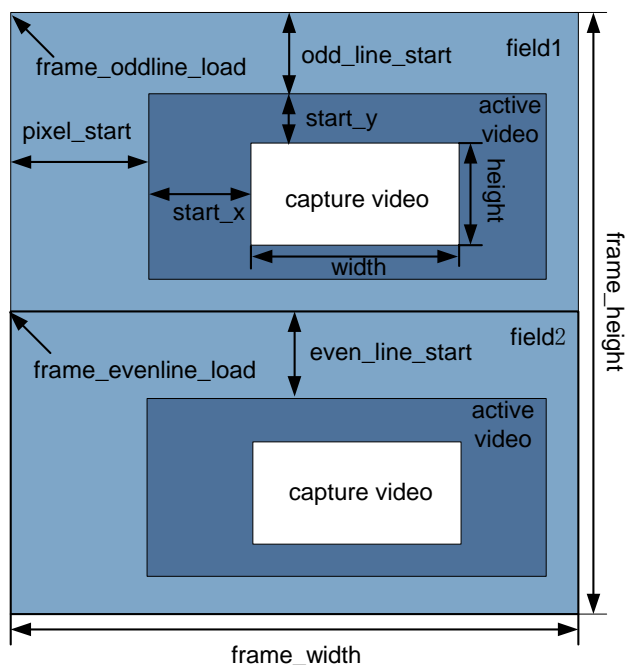 frame_oddline_load
odd_line_start
field1
pixel_start
start_y
active
video
start_x
capture video
height
width
frame_height
frame_evenline_load
even_line_start
field2
active
video
capture video
frame_width